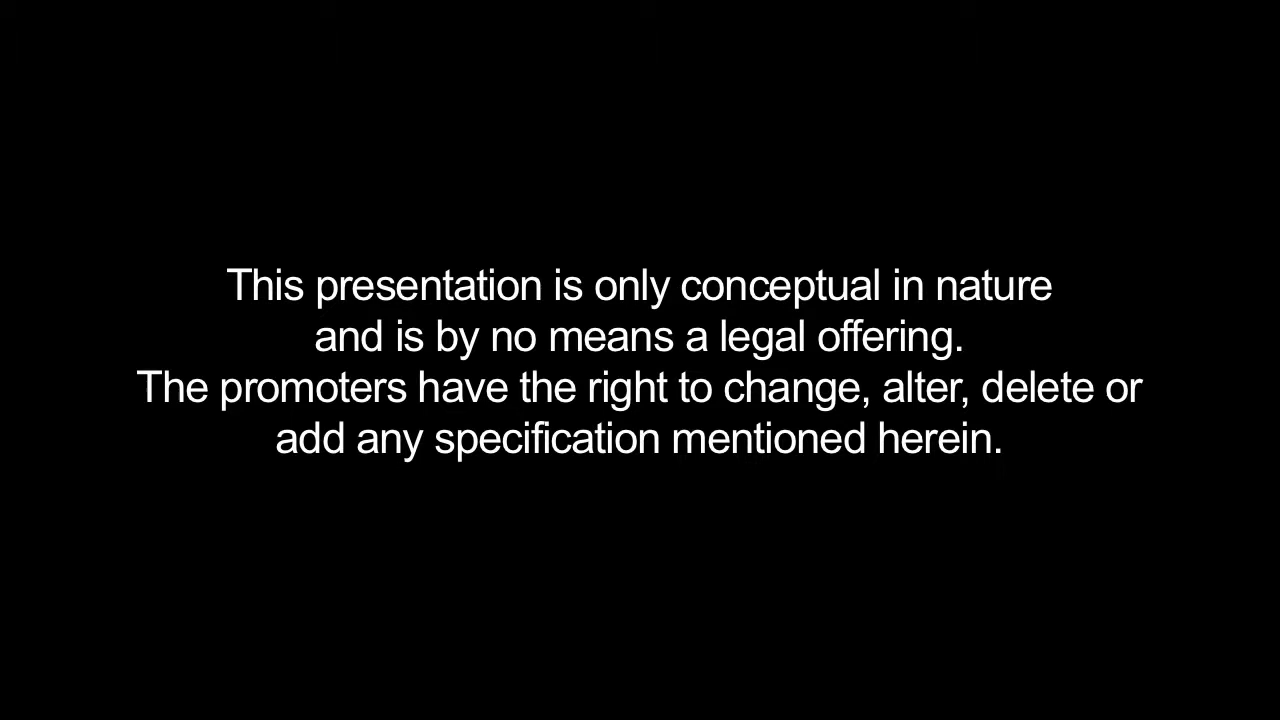 This presentation is only conceptual in nature
and is by no means a legal offering.
The promoters have the right to change, alter, delete or
add any specification mentioned herein.